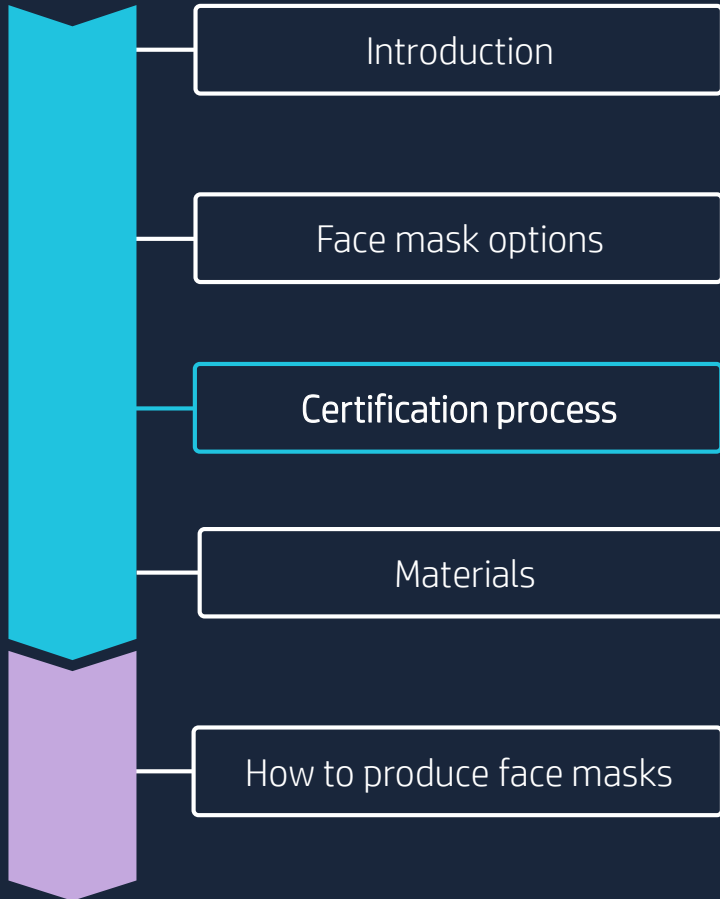 Introduction
Face mask options
Certification process
Materials
How to produce face masks